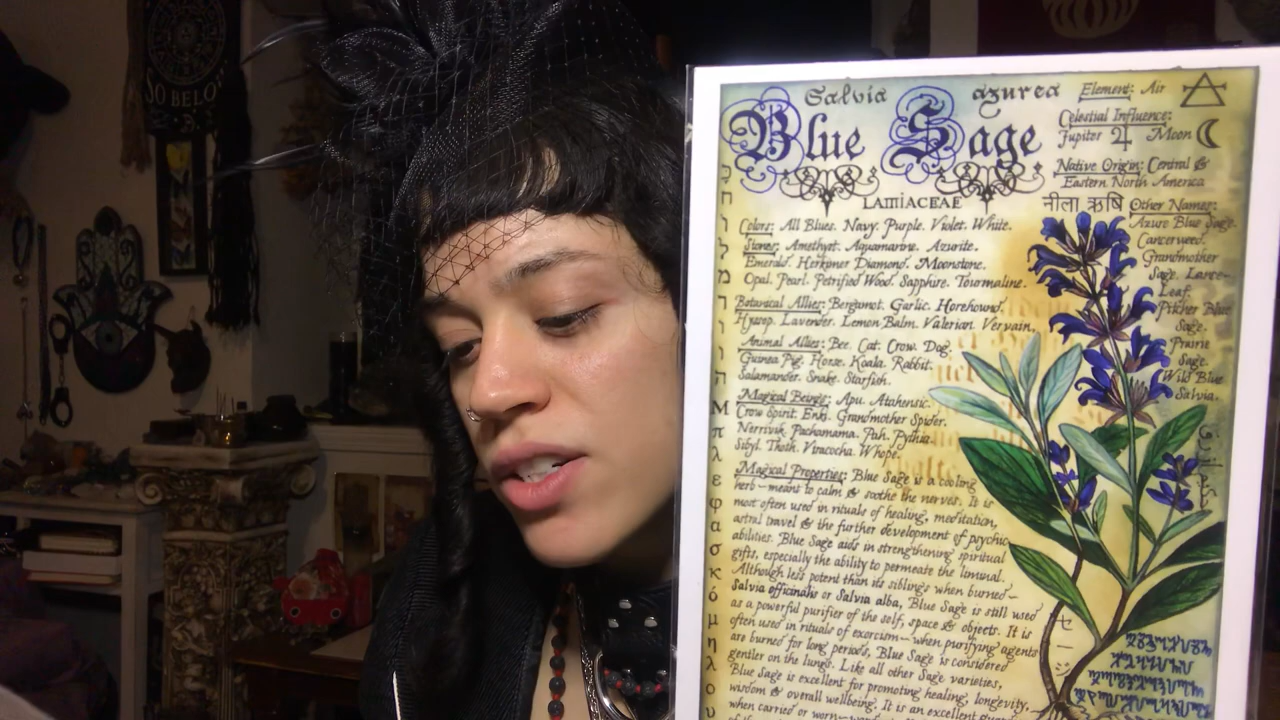 SO BELO
Salvia azurea
Blue Sage
LAMIACEAE
नीला ऋषि
Element: Air
Celestial Influence:
Jupiter ♃ Moon
Native Origin: Central &
Eastern North America
Other Names:
Azure Blue Sage.
Cancerweed.
Grandmother
Sage. Lance-
Leaf.
Pitcher Blue
Sage.
Prairie
Sage.
Wild Blue
Salvia.
Colors: All Blues. Navy. Purple. Violet. White.
Stones: Amethyst. Aquamarine. Azurite.
Emerald. Herkimer Diamond. Moonstone.
Opal. Pearl. Petrified Wood. Sapphire. Tourmaline.
Botanical Allies: Bergamot. Garlic. Horehound.
Hyssop. Lavender. Lemon Balm. Valerian. Vervain.
Animal Allies: Bee. Cat. Crow. Dog.
Guinea Pig. Horse. Koala. Rabbit.
Salamander. Snake. Starfish.
Magical Beings: Apu. Atahensic.
Crow Spirit. Enki. Grandmother Spider.
Nerrivik. Pachamama. Pah. Pythia.
Sibyl. Thoth. Viracocha. Whope.
Magical Properties: Blue Sage is a cooling
herb—meant to calm & soothe the nerves. It is
most often used in rituals of healing, meditation,
astral travel & the further development of psychic
abilities. Blue Sage aids in strengthening spiritual
gifts, especially the ability to permeate the liminal.
Although less potent than its siblings when burned—
Salvia officinalis or Salvia alba, Blue Sage is still used
as a powerful purifier of the self, space & objects. It is
often used in rituals of exorcism—when purifying agents
are burned for long periods, Blue Sage is considered
gentler on the lungs. Like all other Sage varieties,
Blue Sage is excellent for promoting healing, longevity,
wisdom & overall wellbeing. It is an excellent
when carried or worn